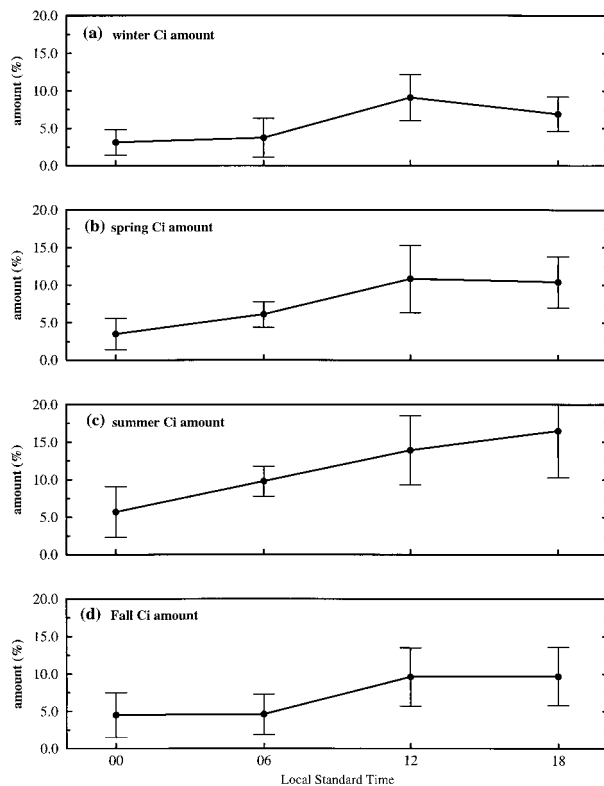 (a) winter Ci amount
20.0
15.0
10.0
5.0
0.0
amount (%)
(b) spring Ci amount
20.0
15.0
10.0
5.0
0.0
amount (%)
(c) summer Ci amount
20.0
15.0
10.0
5.0
0.0
amount (%)
(d) Fall Ci amount
20.0
15.0
10.0
5.0
0.0
amount (%)
00 06 12 18
Local Standard Time